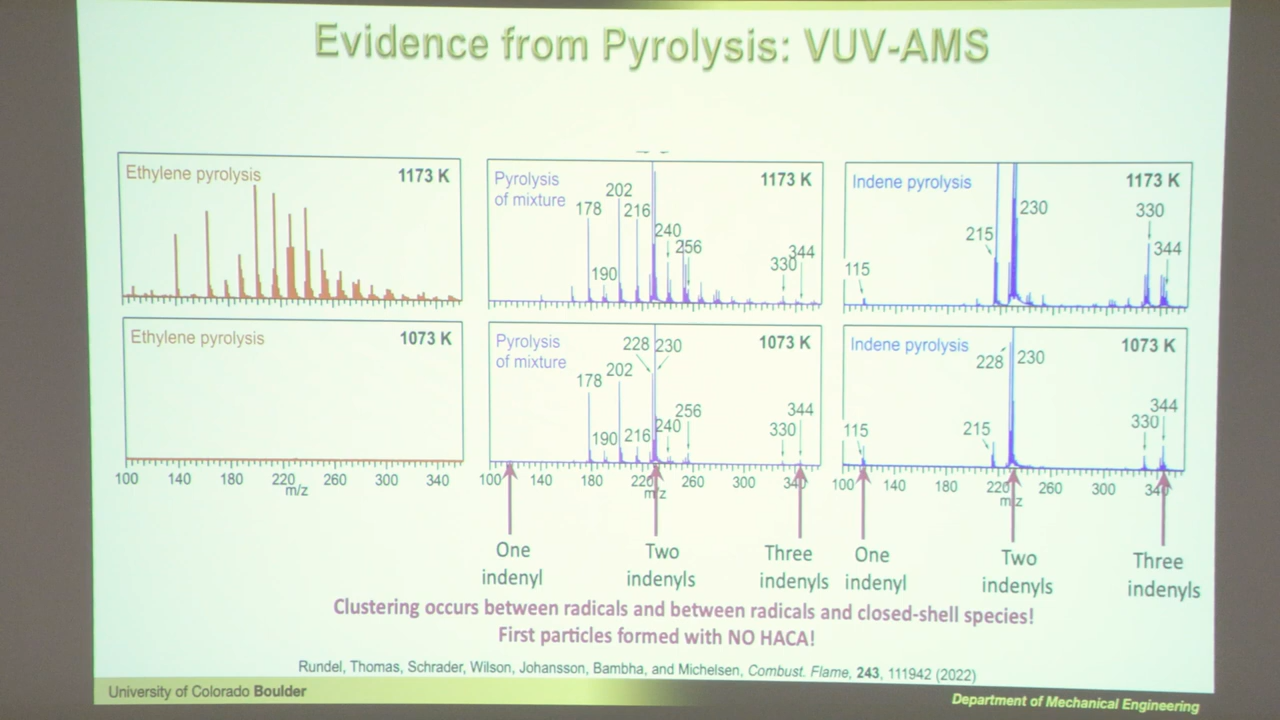 Evidence from Pyrolysis: VUV-AMS
Ethylene pyrolysis
1173 K
Pyrolysis
of mixture
1173 K
178
202
216
190
240
256
330
344
Indene pyrolysis
1173 K
115
215
230
330
344
Ethylene pyrolysis
1073 K
100 140 180 220 260 300 340
m/z
Pyrolysis
of mixture
1073 K
178
202
228
230
190
216
240
256
330
344
100 140 180 220 260 300 340
m/z
Indene pyrolysis
1073 K
115
215
228
230
330
344
100 140 180 220 260 300 340
m/z
One
indenyl
Two
indenyls
Three
indenyls
One
indenyl
Two
indenyls
Three
indenyls
Clustering occurs between radicals and between radicals and closed-shell species!
First particles formed with NO HACA!
Rundel, Thomas, Schrader, Wilson, Johansson, Bambha, and Michelsen, Combust. Flame, 243, 111942 (2022)
University of Colorado Boulder
Department of Mechanical Engineering